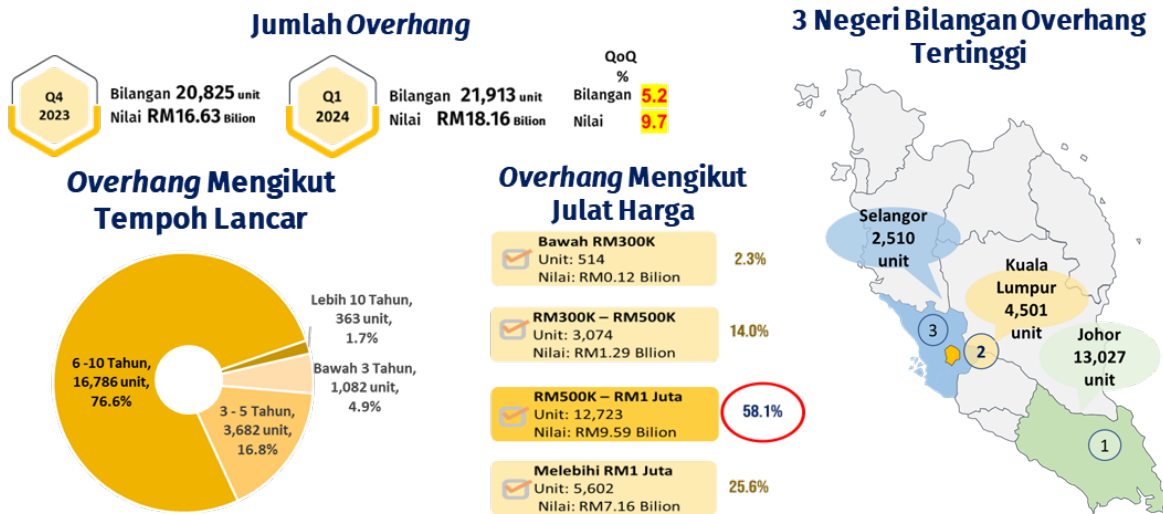 Jumlah Overhang
Q4
2023
Bilangan 20,825 unit
Nilai RM16.63 Bilion
Q1
2024
Bilangan 21,913 unit
Nilai RM18.16 Bilion
QoQ
%
Bilangan 5.2
Nilai 9.7
Overhang Mengikut
Tempoh Lancar
Lebih 10 Tahun,
363 unit,
1.7%
Bawah 3 Tahun,
1,082 unit,
4.9%
3 - 5 Tahun,
3,682 unit,
16.8%
6 -10 Tahun,
16,786 unit,
76.6%
Overhang Mengikut
Julat Harga
Bawah RM300K
Unit: 514
Nilai: RM0.12 Bilion
2.3%
RM300K – RM500K
Unit: 3,074
Nilai: RM1.29 Bllion
14.0%
RM500K – RM1 Juta
Unit: 12,723
Nilai: RM9.59 Bilion
58.1%
Melebihi RM1 Juta
Unit: 5,602
Nilai: RM7.16 Bilion
25.6%
3 Negeri Bilangan Overhang
Tertinggi
Selangor
2,510
unit
Kuala
Lumpur
4,501
unit
Johor
13,027
unit
3
2
1